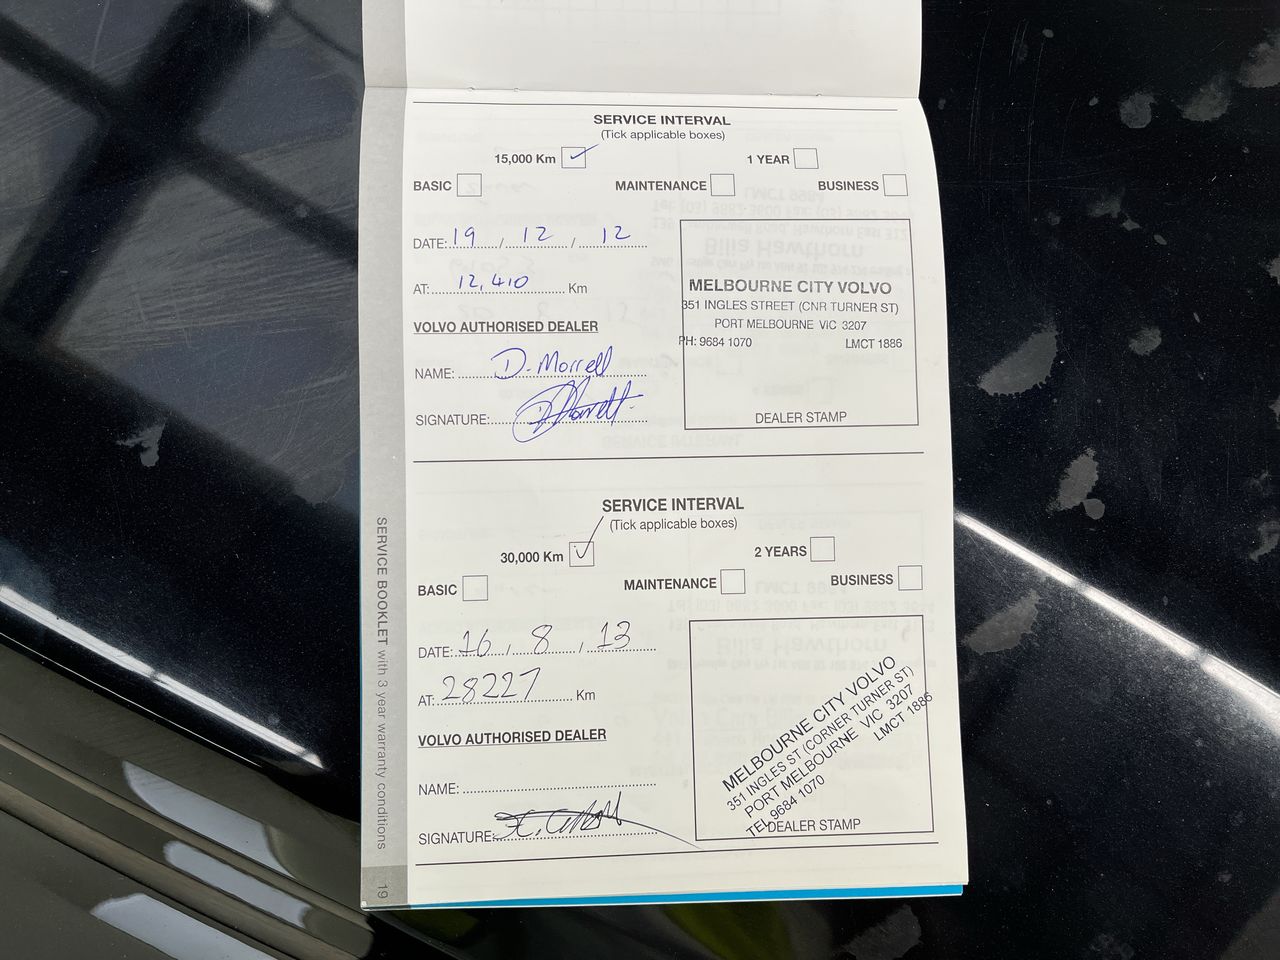 SERVICE INTERVAL
(Tick applicable boxes)
15,000 Km 1 YEAR
BASIC MAINTENANCE BUSINESS
DATE: 19 / 12 / 12
AT: 12,410 Km
VOLVO AUTHORISED DEALER
NAME: D. Morrell
SIGNATURE:
MELBOURNE CITY VOLVO
351 INGLES STREET (CNR TURNER ST)
PORT MELBOURNE VIC 3207
PH: 9684 1070 LMCT 1886
DEALER STAMP
SERVICE INTERVAL
(Tick applicable boxes)
30,000 Km 2 YEARS
BASIC MAINTENANCE BUSINESS
DATE: 16 / 8 / 13
AT: 28227 Km
VOLVO AUTHORISED DEALER
NAME:
SIGNATURE:
MELBOURNE CITY VOLVO
351 INGLES ST (CORNER TURNER ST)
PORT MELBOURNE VIC 3207
TEL 9684 1070 LMCT 1886
DEALER STAMP
SERVICE BOOKLET with 3 year warranty conditions
19